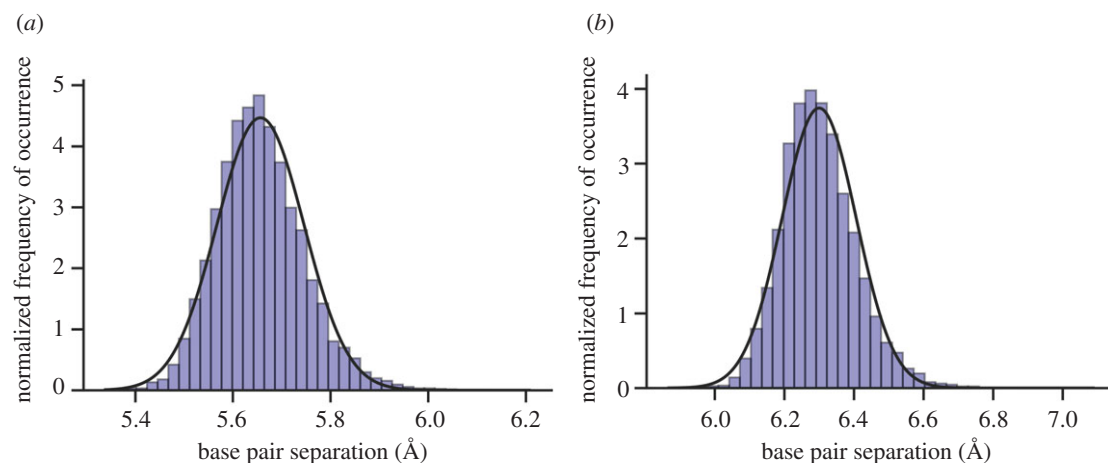 (a)
normalized frequency of occurrence
5
4
3
2
1
0
5.4 5.6 5.8 6.0 6.2
base pair separation (Å)
(b)
normalized frequency of occurrence
4
3
2
1
0
6.0 6.2 6.4 6.6 6.8 7.0
base pair separation (Å)